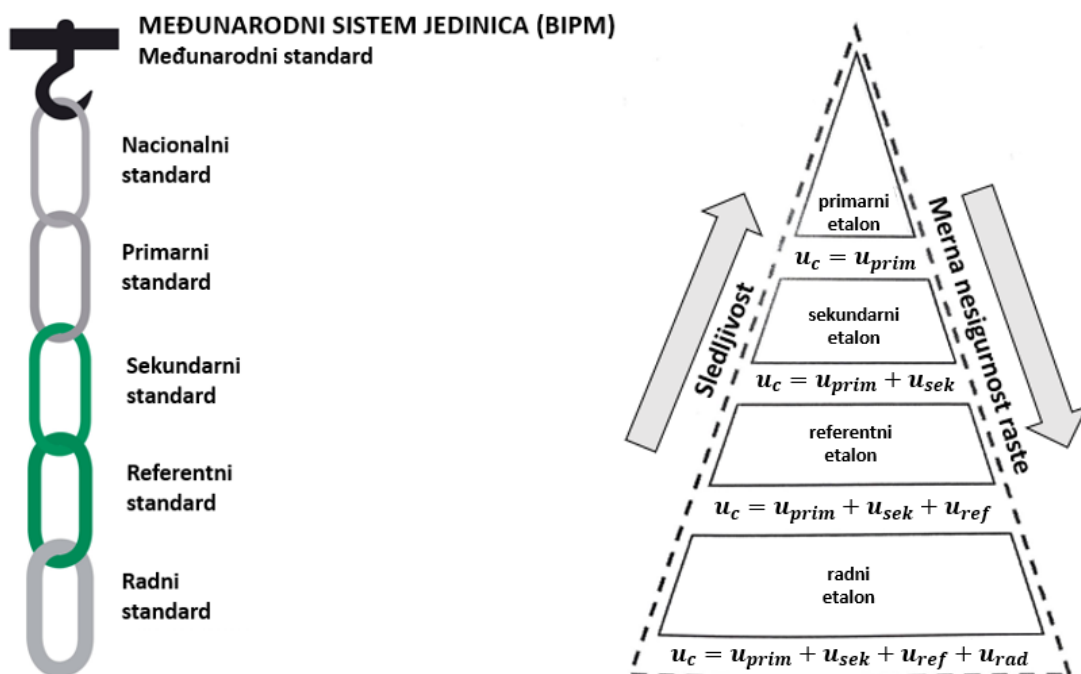 MEĐUNARODNI SISTEM JEDINICA (BIPM)
Međunarodni standard
Nacionalni
standard
Primarni
standard
Sekundarni
standard
Referentni
standard
Radni
standard
primarni
etalon
u_c = u_prim
sekundarni
etalon
u_c = u_prim + u_sek
referentni
etalon
u_c = u_prim + u_sek + u_ref
radni
etalon
u_c = u_prim + u_sek + u_ref + u_rad
Sledljivost
Merna nesigurnost raste